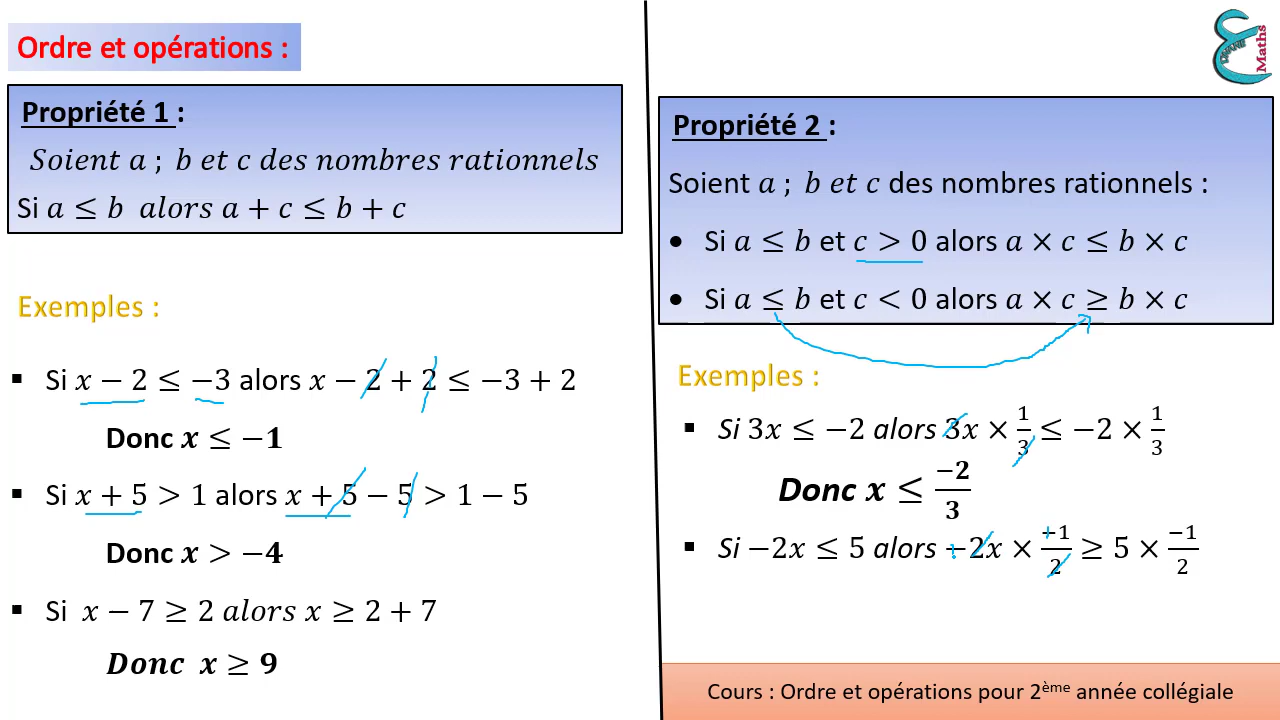 Ordre et opérations :
Propriété 1 :
Soient a ; b et c des nombres rationnels
Si a ≤ b alors a + c ≤ b + c
Exemples :
▪ Si x − 2 ≤ −3 alors x − 2 + 2 ≤ −3 + 2
Donc x ≤ −1
▪ Si x + 5 > 1 alors x + 5 − 5 > 1 − 5
Donc x > −4
▪ Si x − 7 ≥ 2 alors x ≥ 2 + 7
Donc x ≥ 9
Maths
Propriété 2 :
Soient a ; b et c des nombres rationnels :
• Si a ≤ b et c > 0 alors a × c ≤ b × c
• Si a ≤ b et c < 0 alors a × c ≥ b × c
Exemples :
▪ Si 3x ≤ −2 alors 3x × 1/3 ≤ −2 × 1/3
Donc x ≤ −2/3
▪ Si −2x ≤ 5 alors −2x × −1/2 ≥ 5 × −1/2
Cours : Ordre et opérations pour 2ème année collégiale